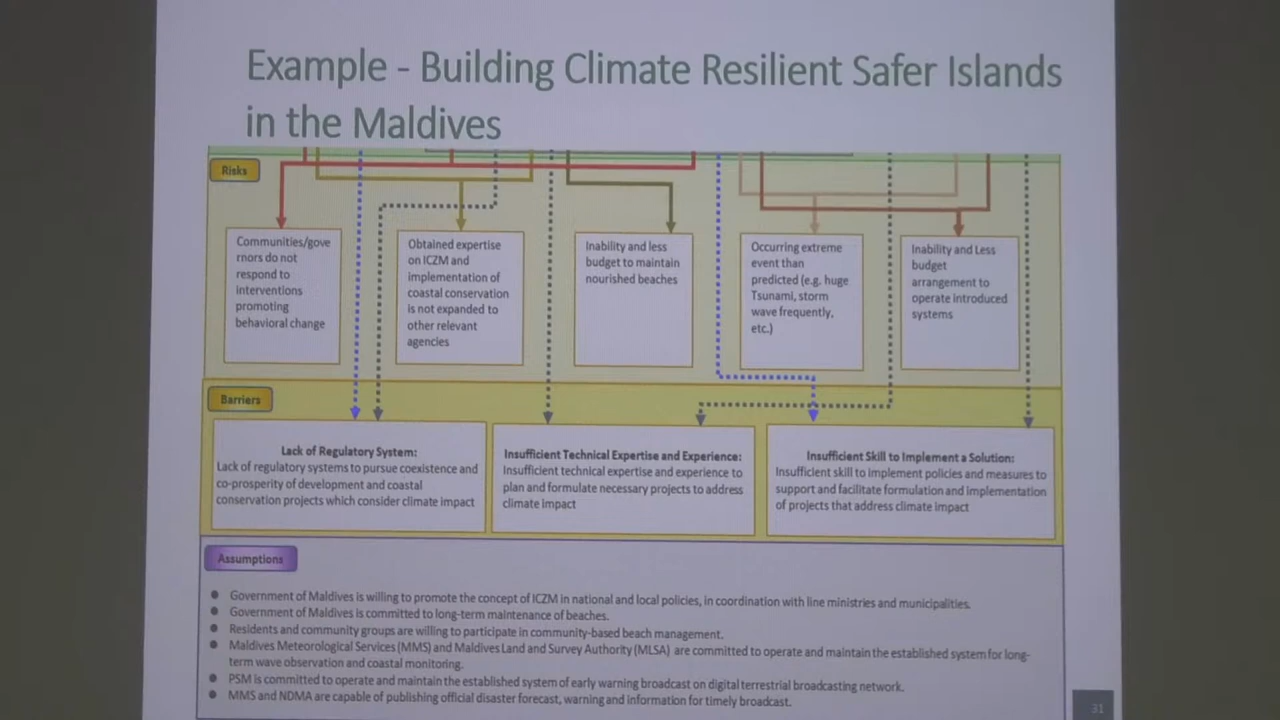 Example - Building Climate Resilient Safer Islands
in the Maldives
Risks
Communities/gove
rnors do not
respond to
interventions
promoting
behavioral change
Obtained expertise
on ICZM and
implementation of
coastal conservation
is not expanded to
other relevant
agencies
Inability and less
budget to maintain
nourished beaches
Occurring extreme
event than
predicted (e.g. huge
Tsunami, storm
wave frequently,
etc.)
Inability and Less
budget
arrangement to
operate introduced
systems
Barriers
Lack of Regulatory System:
Lack of regulatory systems to pursue coexistence and
co-prosperity of development and coastal
conservation projects which consider climate impact
Insufficient Technical Expertise and Experience:
Insufficient technical expertise and experience to
plan and formulate necessary projects to address
climate impact
Insufficient Skill to Implement a Solution:
Insufficient skill to implement policies and measures to
support and facilitate formulation and implementation
of projects that address climate impact
Assumptions
● Government of Maldives is willing to promote the concept of ICZM in national and local policies, in coordination with line ministries and municipalities.
● Government of Maldives is committed to long-term maintenance of beaches.
● Residents and community groups are willing to participate in community-based beach management.
● Maldives Meteorological Services (MMS) and Maldives Land and Survey Authority (MLSA) are committed to operate and maintain the established system for long-
term wave observation and coastal monitoring.
● PSM is committed to operate and maintain the established system of early warning broadcast on digital terrestrial broadcasting network.
● MMS and NDMA are capable of publishing official disaster forecast, warning and information for timely broadcast.
31